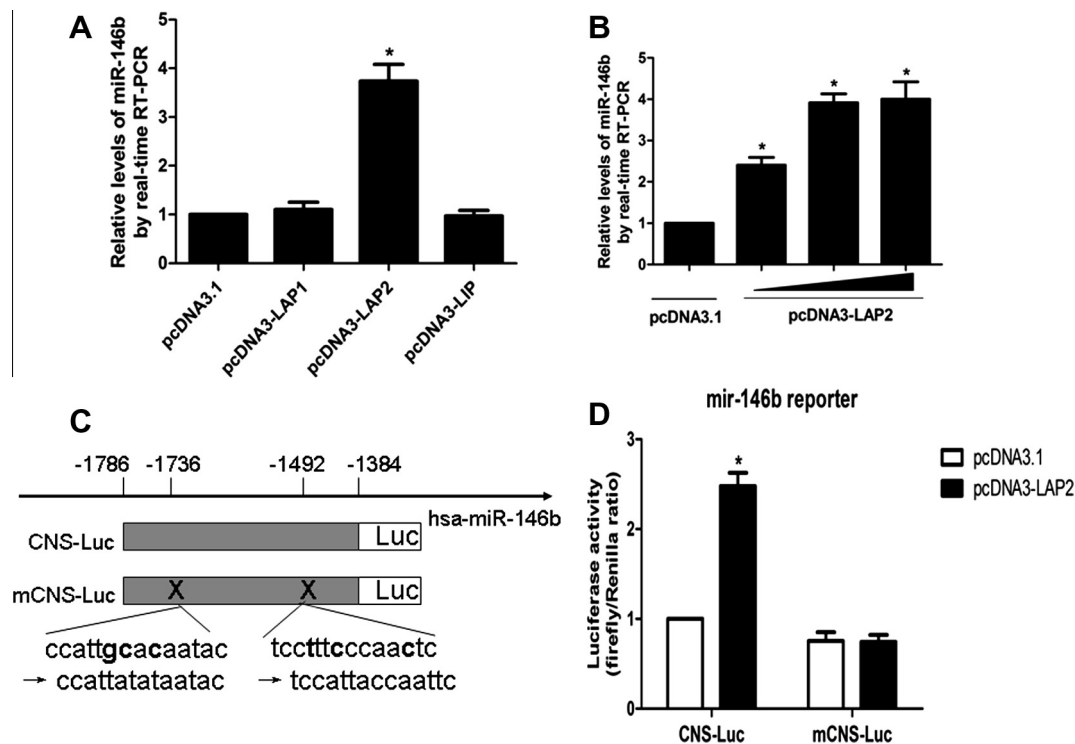 A
Relative levels of miR-146b
by real-time RT-PCR
5
4
3
2
1
0
*
pcDNA3.1
pcDNA3-LAP1
pcDNA3-LAP2
pcDNA3-LIP
B
Relative levels of miR-146b
by real-time RT-PCR
5
4
3
2
1
0
*
*
*
pcDNA3.1
pcDNA3-LAP2
C
-1786
-1736
-1492
-1384
hsa-miR-146b
CNS-Luc
Luc
mCNS-Luc
X
X
Luc
ccattgcacaatac
tcctttcccaactc
ccattatataatac
tccattaccaattc
D
mir-146b reporter
Luciferase activity
(firefly/Renilla ratio)
3
2
1
0
*
pcDNA3.1
pcDNA3-LAP2
CNS-Luc
mCNS-Luc